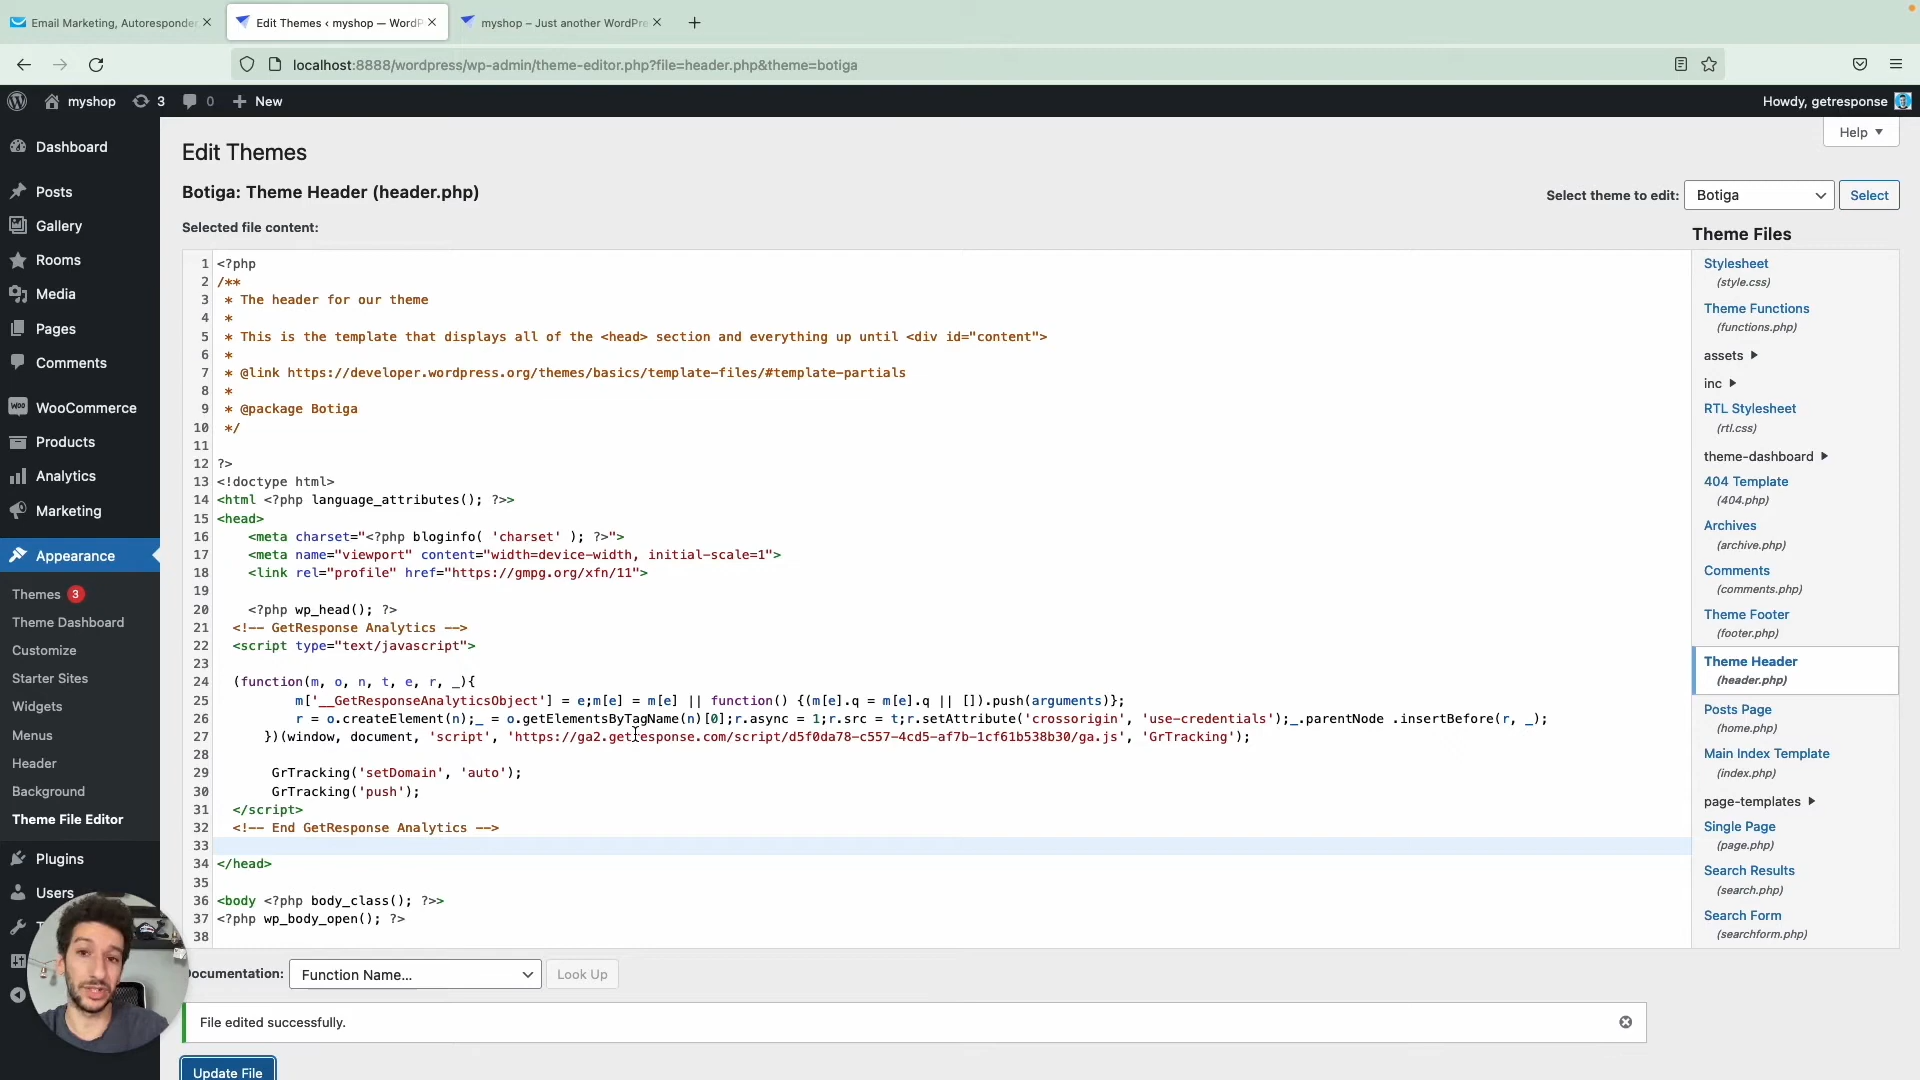 Email Marketing, Autoresponder
Edit Themes ‹ myshop — WordP
myshop – Just another WordPre
localhost:8888/wordpress/wp-admin/theme-editor.php?file=header.php&theme=botiga
myshop
3
0
New
Howdy, getresponse
Help
Dashboard
Posts
Gallery
Rooms
Media
Pages
Comments
WooCommerce
Products
Analytics
Marketing
Appearance
Themes 3
Theme Dashboard
Customize
Starter Sites
Widgets
Menus
Header
Background
Theme File Editor
Plugins
Users
Edit Themes
Botiga: Theme Header (header.php)
Select theme to edit:
Botiga
Select
Selected file content:
1 <?php
2 /**
3 * The header for our theme
4 *
5 * This is the template that displays all of the <head> section and everything up until <div id="content">
6 *
7 * @link https://developer.wordpress.org/themes/basics/template-files/#template-partials
8 *
9 * @package Botiga
10 */
11
12 ?>
13 <!doctype html>
14 <html <?php language_attributes(); ?>>
15 <head>
16 <meta charset="<?php bloginfo( 'charset' ); ?>">
17 <meta name="viewport" content="width=device-width, initial-scale=1">
18 <link rel="profile" href="https://gmpg.org/xfn/11">
19
20 <?php wp_head(); ?>
21 <!-- GetResponse Analytics -->
22 <script type="text/javascript">
23
24 (function(m, o, n, t, e, r, _){
25 m['__GetResponseAnalyticsObject'] = e;m[e] = m[e] || function() {(m[e].q = m[e].q || []).push(arguments)};
26 r = o.createElement(n);_ = o.getElementsByTagName(n)[0];r.async = 1;r.src = t;r.setAttribute('crossorigin', 'use-credentials');_.parentNode .insertBefore(r, _);
27 })(window, document, 'script', 'https://ga2.getresponse.com/script/d5f0da78-c557-4cd5-af7b-1cf61b538b30/ga.js', 'GrTracking');
28
29 GrTracking('setDomain', 'auto');
30 GrTracking('push');
31 </script>
32 <!-- End GetResponse Analytics -->
33
34 </head>
35
36 <body <?php body_class(); ?>>
37 <?php wp_body_open(); ?>
38
Theme Files
Stylesheet
(style.css)
Theme Functions
(functions.php)
assets
inc
RTL Stylesheet
(rtl.css)
theme-dashboard
404 Template
(404.php)
Archives
(archive.php)
Comments
(comments.php)
Theme Footer
(footer.php)
Theme Header
(header.php)
Posts Page
(home.php)
Main Index Template
(index.php)
page-templates
Single Page
(page.php)
Search Results
(search.php)
Search Form
(searchform.php)
Documentation:
Function Name...
Look Up
File edited successfully.
Update File